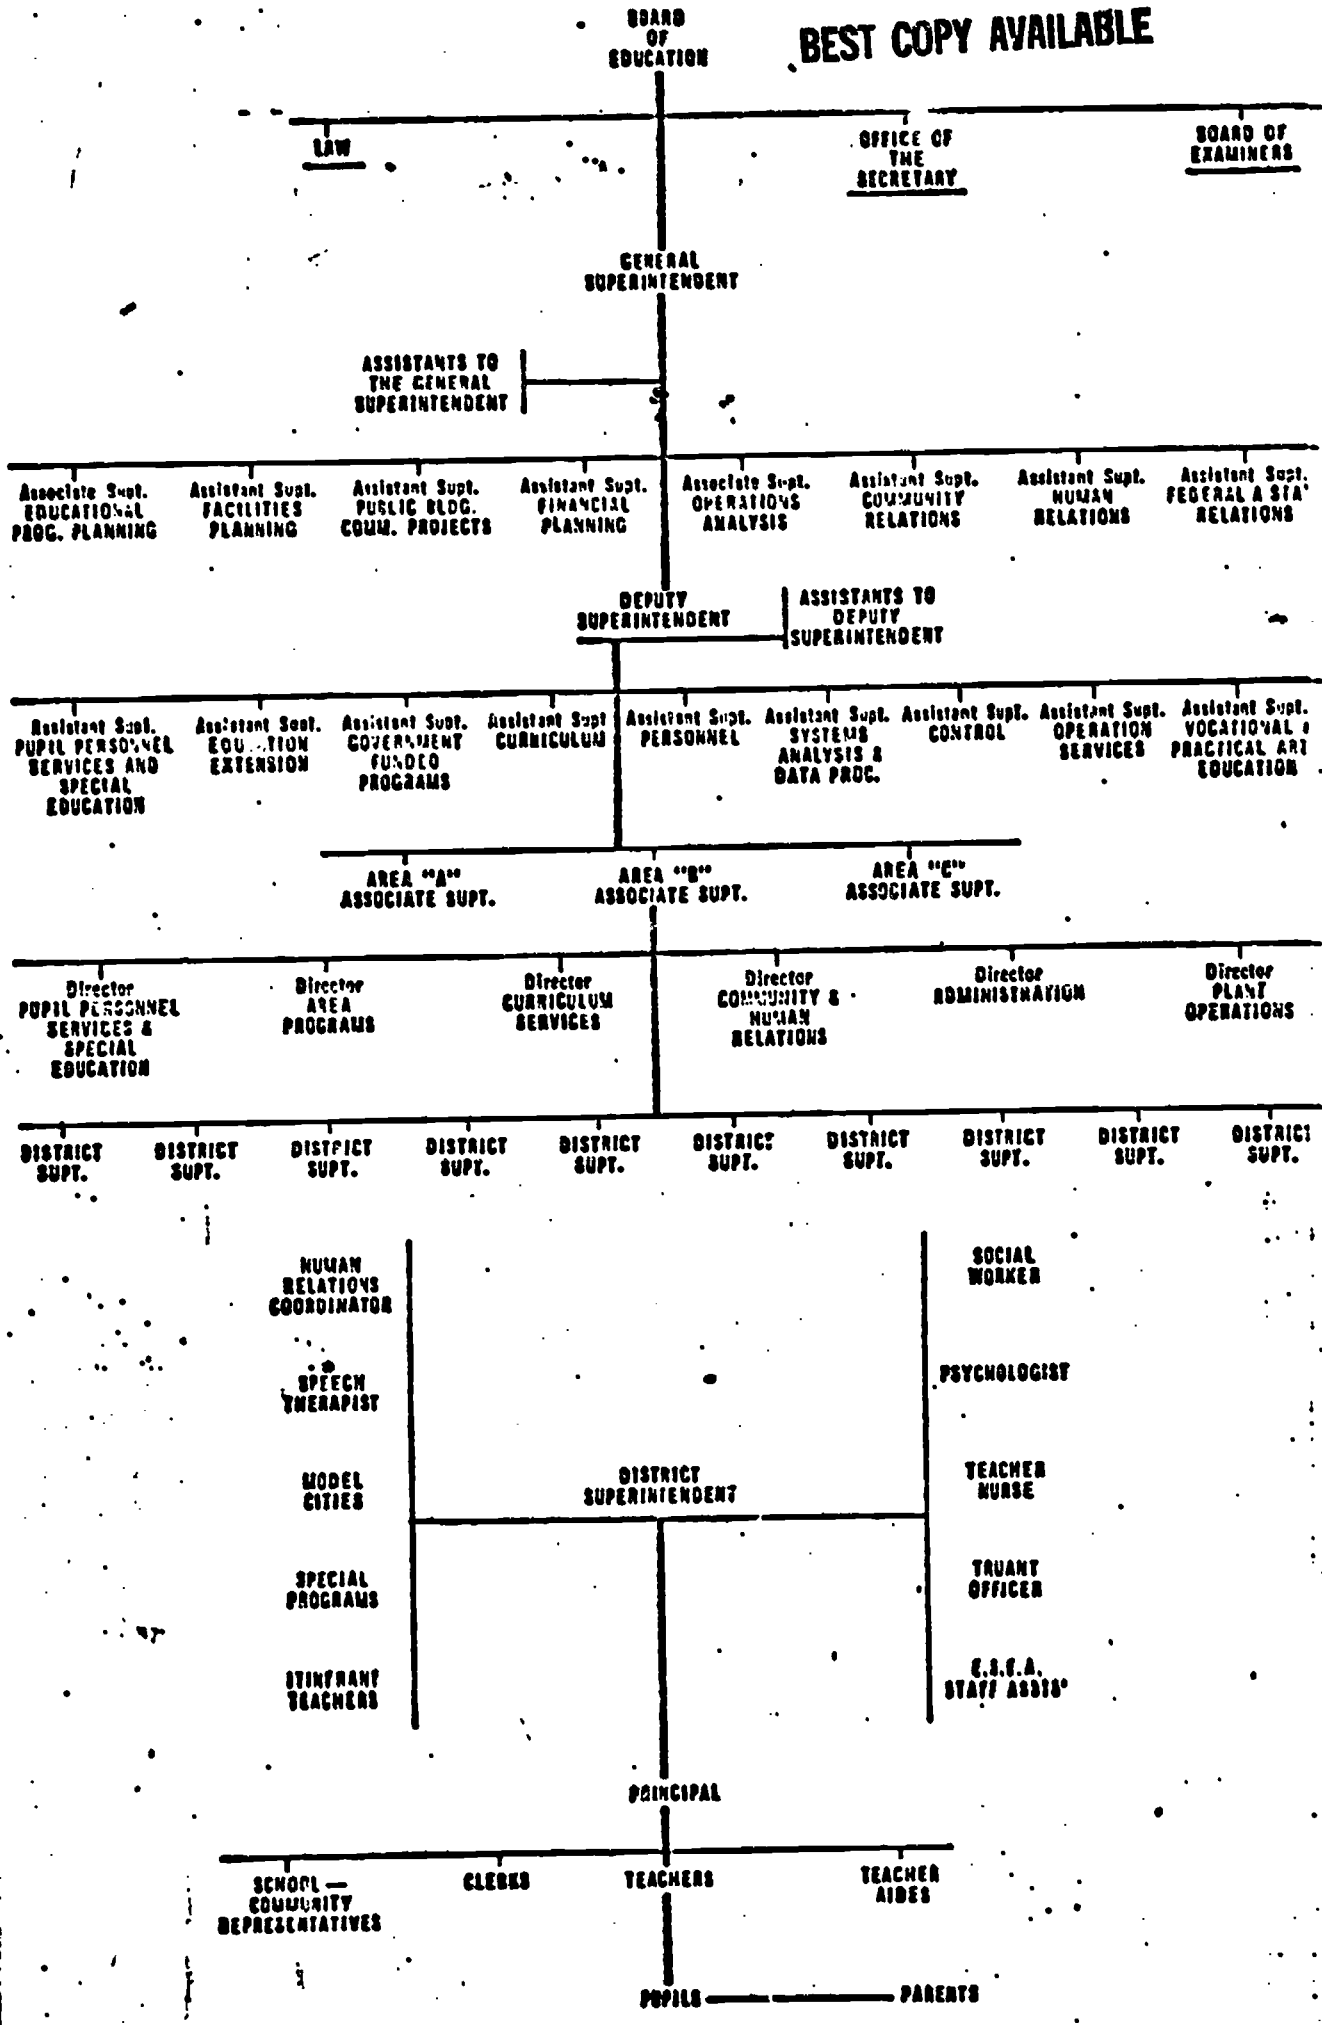 BEST COPY AVAILABLE
BOARD
OF
EDUCATION
LAW
OFFICE OF
THE
SECRETARY
BOARD OF
EXAMINERS
GENERAL
SUPERINTENDENT
ASSISTANTS TO
THE GENERAL
SUPERINTENDENT
Associate Supt.
EDUCATIONAL
PROG. PLANNING
Assistant Supt.
FACILITIES
PLANNING
Assistant Supt.
PUBLIC BLDG.
COMM. PROJECTS
Assistant Supt.
FINANCIAL
PLANNING
Associate Supt.
OPERATIONS
ANALYSIS
Assistant Supt.
COMMUNITY
RELATIONS
Assistant Supt.
HUMAN
RELATIONS
Assistant Supt.
FEDERAL & STA
RELATIONS
DEPUTY
SUPERINTENDENT
ASSISTANTS TO
DEPUTY
SUPERINTENDENT
Assistant Supt.
PUPIL PERSONNEL
SERVICES AND
SPECIAL
EDUCATION
Assistant Supt.
EXTENSION
Assistant Supt.
GOVERNMENT
FUNDED
PROGRAMS
Assistant Supt
CURRICULUM
Assistant Supt.
PERSONNEL
Assistant Supt.
SYSTEMS
ANALYSIS &
DATA PROC.
Assistant Supt.
CONTROL
Assistant Supt.
OPERATION
SERVICES
Assistant Supt.
VOCATIONAL
PRACTICAL ART
EDUCATION
AREA "A"
ASSOCIATE SUPT.
AREA "B"
ASSOCIATE SUPT.
AREA "C"
ASSOCIATE SUPT.
Director
PUPIL PERSONNEL
SERVICES &
SPECIAL
EDUCATION
Director
AREA
PROGRAMS
Director
CURRICULUM
SERVICES
Director
COMMUNITY &
HUMAN
RELATIONS
Director
ADMINISTRATION
Director
PLANT
OPERATIONS
DISTRICT
SUPT.
DISTRICT
SUPT.
DISTRICT
SUPT.
DISTRICT
SUPT.
DISTRICT
SUPT.
DISTRICT
SUPT.
DISTRICT
SUPT.
DISTRICT
SUPT.
DISTRICT
SUPT.
DISTRICT
SUPT.
HUMAN
RELATIONS
COORDINATOR
SPEECH
THERAPIST
MODEL
CITIES
SPECIAL
PROGRAMS
ITINERANT
TEACHERS
DISTRICT
SUPERINTENDENT
SOCIAL
WORKER
PSYCHOLOGIST
TEACHER
NURSE
TRUANT
OFFICER
E.S.E.A.
STAFF ASSIS
PRINCIPAL
SCHOOL —
COMMUNITY
REPRESENTATIVES
CLERKS
TEACHERS
TEACHER
AIDES
PUPILS
PARENTS